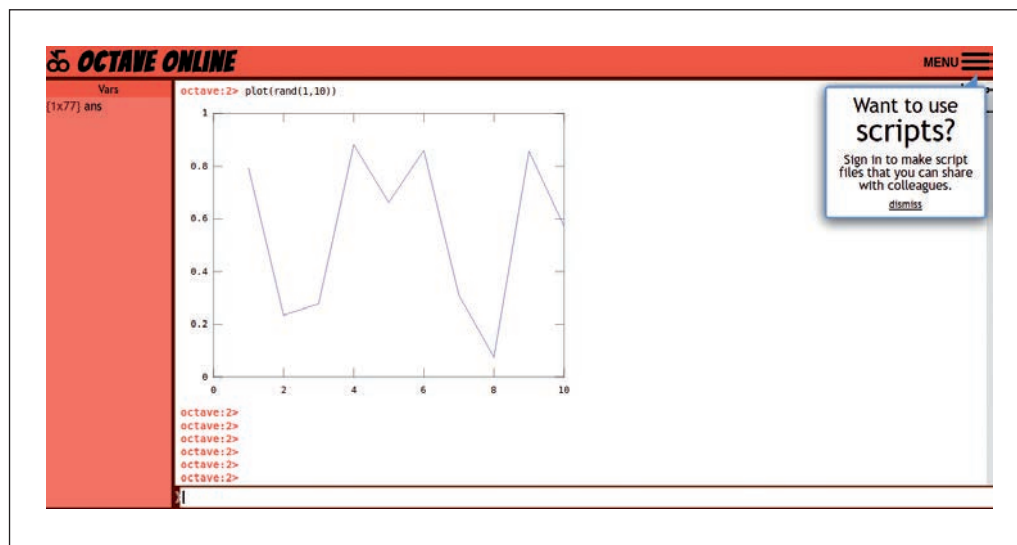 OCTAVE ONLINE
MENU
Vars
[1x77] ans
octave:2> plot(rand(1,10))
1
0.8
0.6
0.4
0.2
0
0 2 4 6 8 10
octave:2>
octave:2>
octave:2>
octave:2>
octave:2>
octave:2>
Want to use
scripts?
Sign in to make script
files that you can share
with colleagues.
dismiss